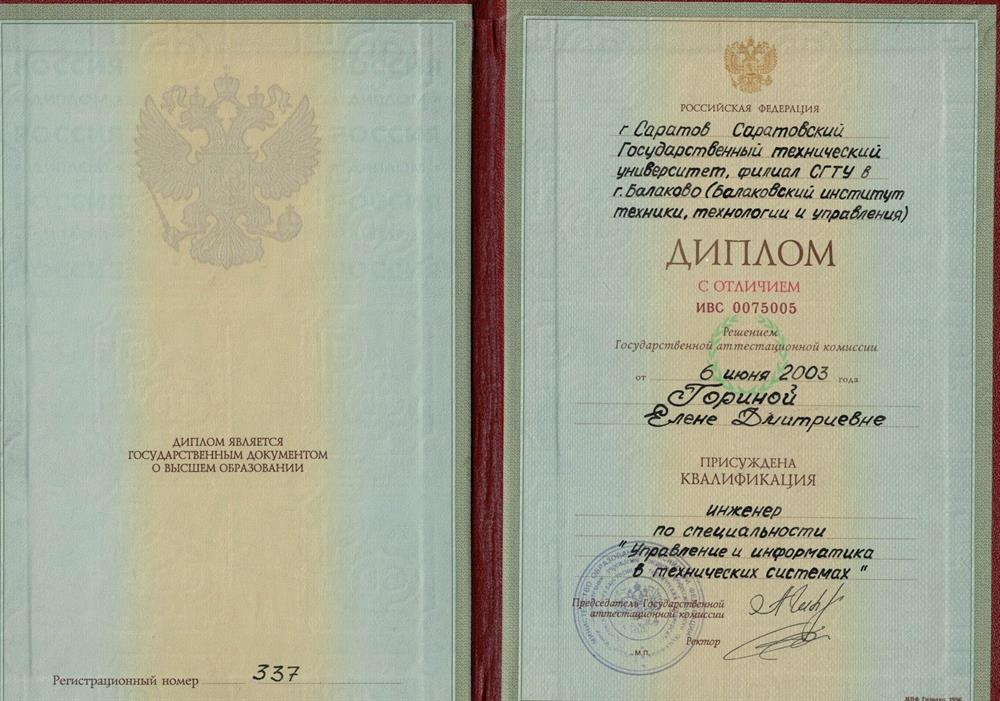 ДИПЛОМ ЯВЛЯЕТСЯ
ГОСУДАРСТВЕННЫМ ДОКУМЕНТОМ
О ВЫСШЕМ ОБРАЗОВАНИИ
Регистрационный номер 337
РОССИЙСКАЯ ФЕДЕРАЦИЯ
г Саратов Саратовский
Государственный технический
университет, филиал СГТУ в
г. Балаково (Балаковский институт
техники, технологии и управления)
ДИПЛОМ
С ОТЛИЧИЕМ
ИВС 0075005
Решением
Государственной аттестационной комиссии
от 6 июня 2003 года
Гориной
Елене Дмитриевне
ПРИСУЖДЕНА
КВАЛИФИКАЦИЯ
инженер
по специальности
"Управление и информатика
в технических системах"
Председатель Государственной
аттестационной комиссии
Ректор
М.П.